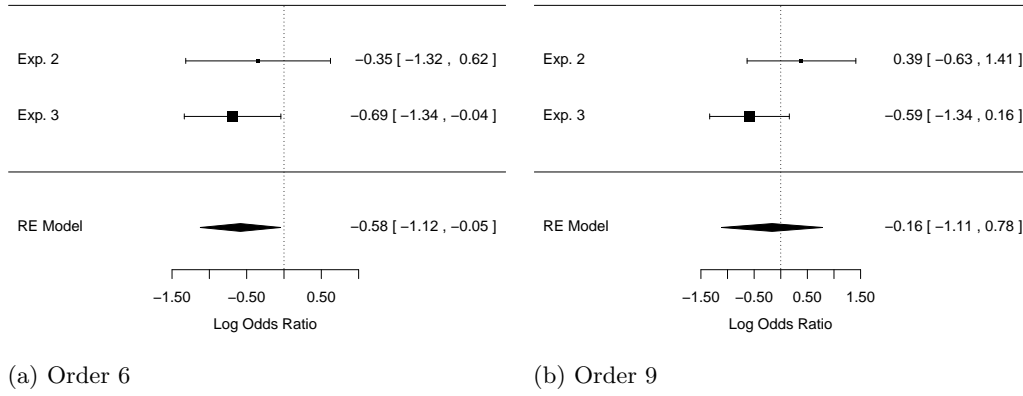 Exp. 2 −0.35 [ −1.32 , 0.62 ]
Exp. 3 −0.69 [ −1.34 , −0.04 ]
RE Model −0.58 [ −1.12 , −0.05 ]
−1.50 −0.50 0.50
Log Odds Ratio
(a) Order 6
Exp. 2 0.39 [ −0.63 , 1.41 ]
Exp. 3 −0.59 [ −1.34 , 0.16 ]
RE Model −0.16 [ −1.11 , 0.78 ]
−1.50 −0.50 0.50 1.50
Log Odds Ratio
(b) Order 9